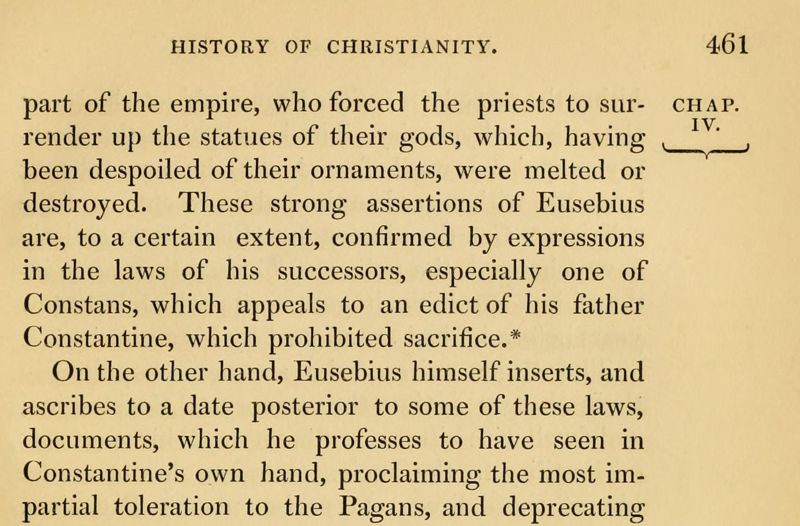 HISTORY OF CHRISTIANITY. 461
part of the empire, who forced the priests to sur-
CHAP.
IV.
render up the statues of their gods, which, having
been despoiled of their ornaments, were melted or
destroyed. These strong assertions of Eusebius
are, to a certain extent, confirmed by expressions
in the laws of his successors, especially one of
Constans, which appeals to an edict of his father
Constantine, which prohibited sacrifice.*
On the other hand, Eusebius himself inserts, and
ascribes to a date posterior to some of these laws,
documents, which he professes to have seen in
Constantine's own hand, proclaiming the most im-
partial toleration to the Pagans, and deprecating